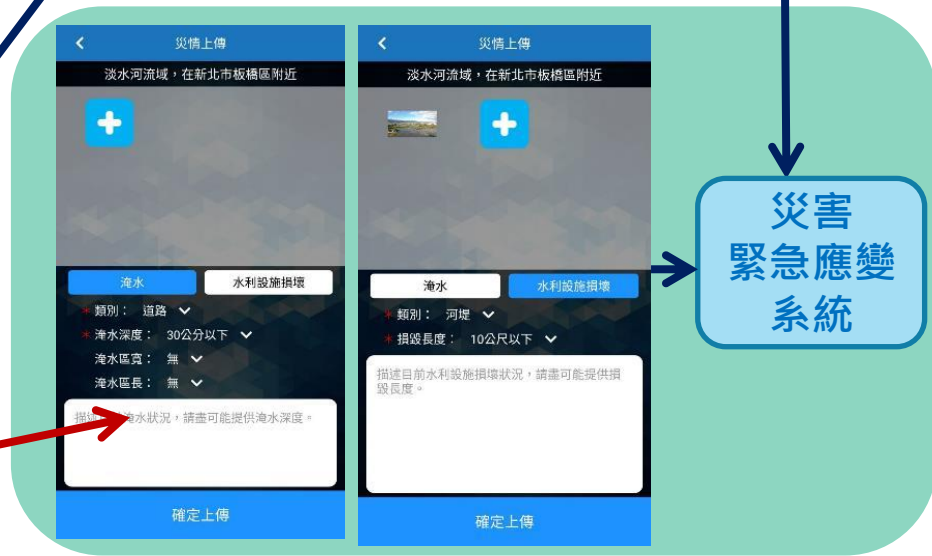 災情上傳
淡水河流域，在新北市板橋區附近
淹水
水利設施損壞
*類別： 道路
*淹水深度： 30公分以下
淹水區寬： 無
淹水區長： 無
描述 淹水狀況，請盡可能提供淹水深度。
確定上傳
災情上傳
淡水河流域，在新北市板橋區附近
淹水
水利設施損壞
*類別： 河堤
*損毀長度： 10公尺以下
描述目前水利設施損壞狀況，請盡可能提供損
毀長度。
確定上傳
災害
緊急應變
系統